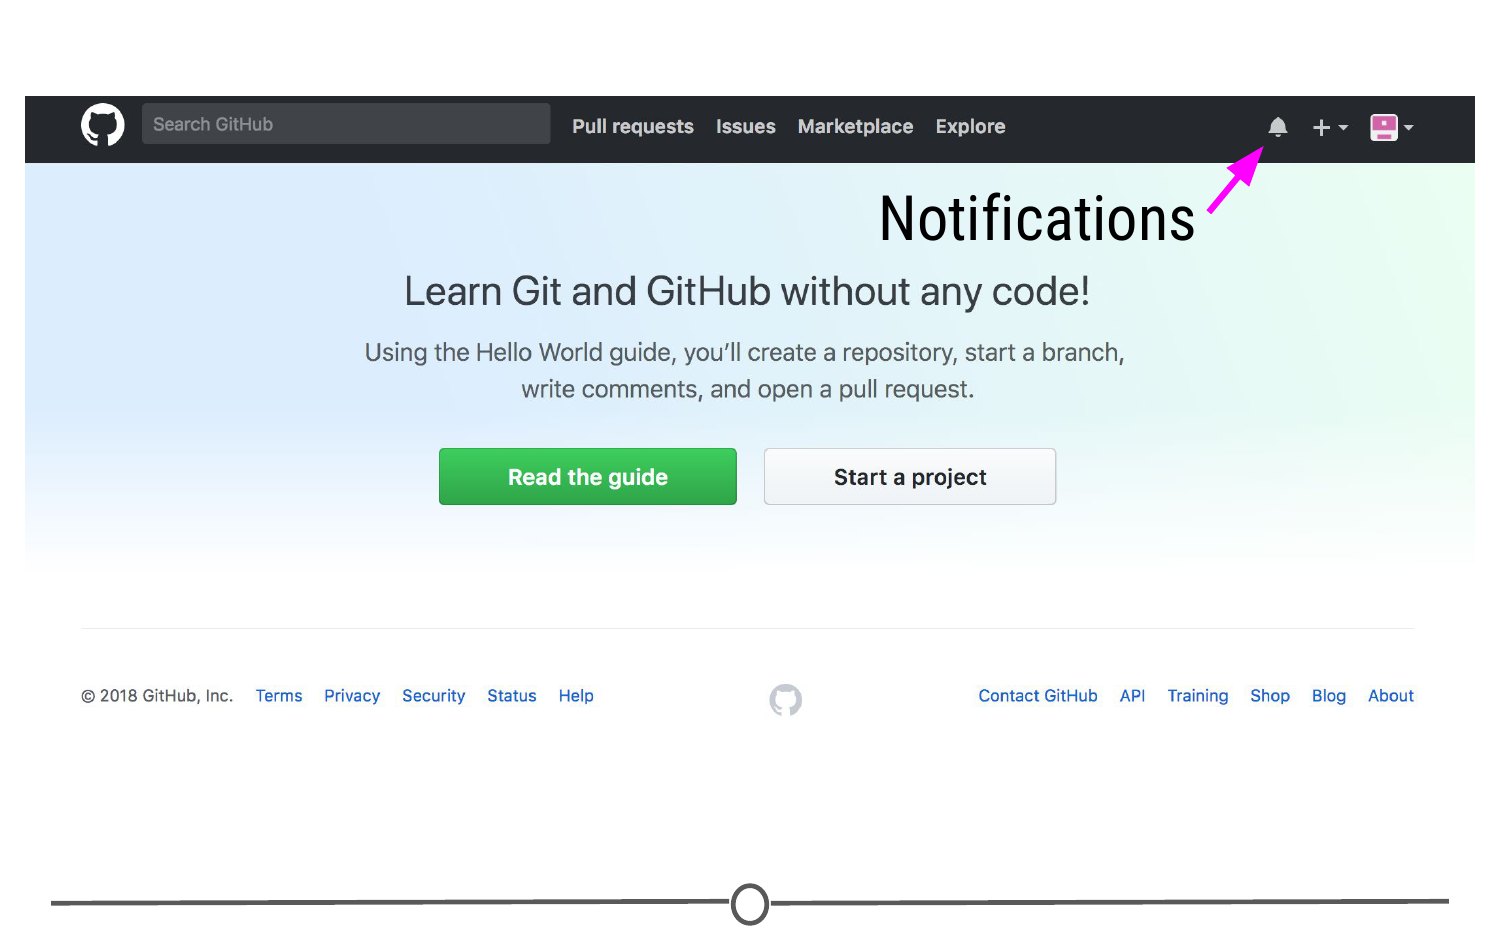 Search GitHub Pull requests Issues Marketplace Explore
Notifications
Learn Git and GitHub without any code!
Using the Hello World guide, you’ll create a repository, start a branch,
write comments, and open a pull request.
Read the guide Start a project
© 2018 GitHub, Inc. Terms Privacy Security Status Help Contact GitHub API Training Shop Blog About